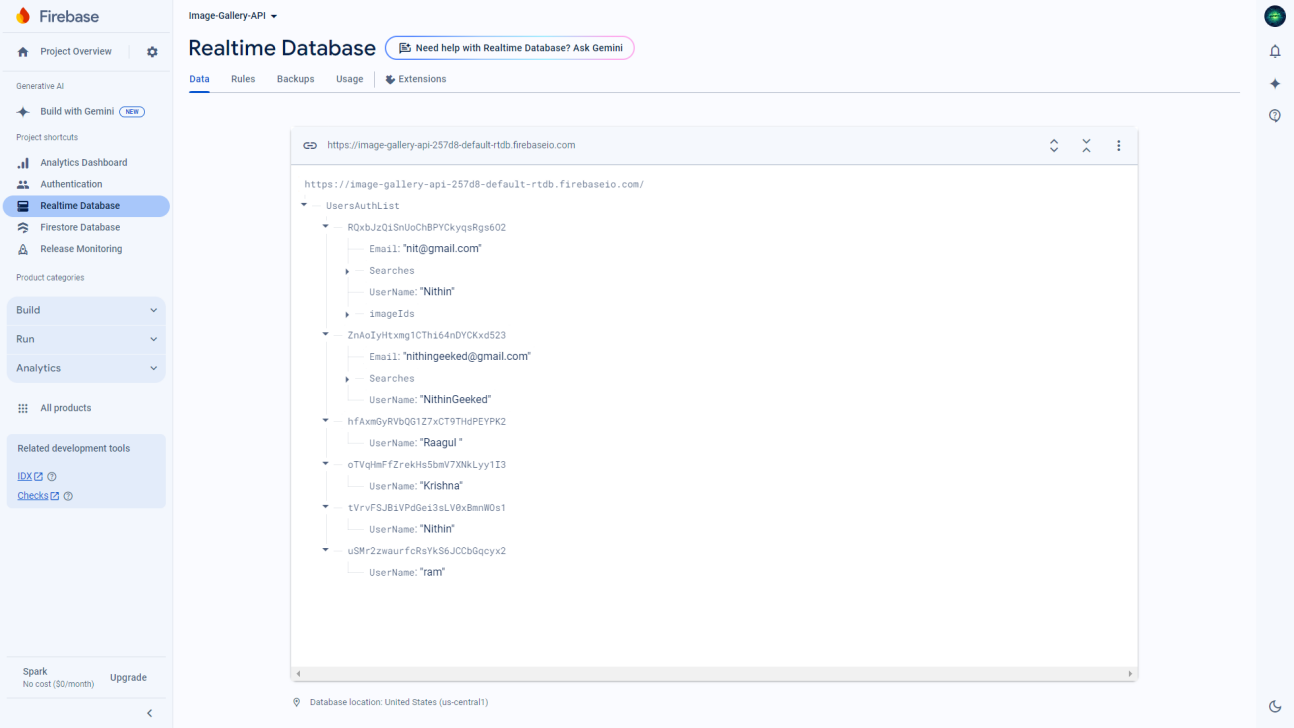 Firebase
Project Overview
Generative AI
Build with Gemini NEW
Project shortcuts
Analytics Dashboard
Authentication
Realtime Database
Firestore Database
Release Monitoring
Product categories
Build
Run
Analytics
All products
Related development tools
IDX
Checks
Spark
No cost ($0/month)
Upgrade
Image-Gallery-API
Realtime Database
Need help with Realtime Database? Ask Gemini
Data Rules Backups Usage Extensions
https://image-gallery-api-257d8-default-rtdb.firebaseio.com
https://image-gallery-api-257d8-default-rtdb.firebaseio.com/
UsersAuthList
RQxbJzQiSnUoChBPYCkyqsRgs6O2
Email: "nit@gmail.com"
Searches
UserName: "Nithin"
imageIds
ZnAoIyHtxmg1CThi64nDYCKxd523
Email: "nithingeeked@gmail.com"
Searches
UserName: "NithinGeeked"
hfAxmGyRVbQG1Z7xCT9THdPEYPK2
UserName: "Raagul "
oTVqHmFfZrekHs5bmV7XNkLyy1I3
UserName: "Krishna"
tVrvFSJBiVPdGei3sLV0xBmnWOs1
UserName: "Nithin"
uSMr2zwaurfcRsYkS6JCCbGqcyx2
UserName: "ram"
Database location: United States (us-central1)